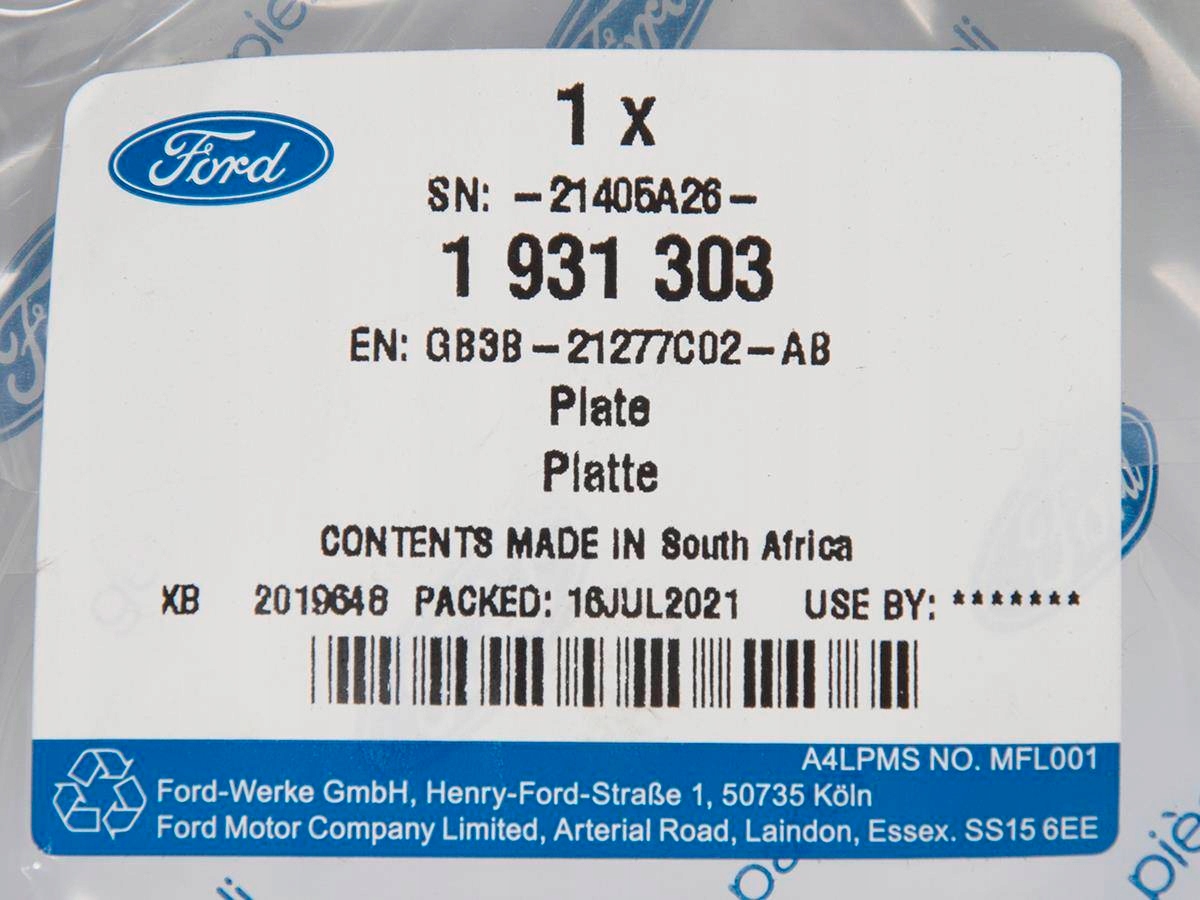 Ford
1 x
SN: -21405A26-
1 931 303
EN: GB3B-21277C02-AB
Plate
Platte
CONTENTS MADE IN South Africa
XB 2019648 PACKED: 16JUL2021 USE BY: *******
A4LPMS NO. MFL001
Ford-Werke GmbH, Henry-Ford-Straße 1, 50735 Köln
Ford Motor Company Limited, Arterial Road, Laindon, Essex. SS15 6EE